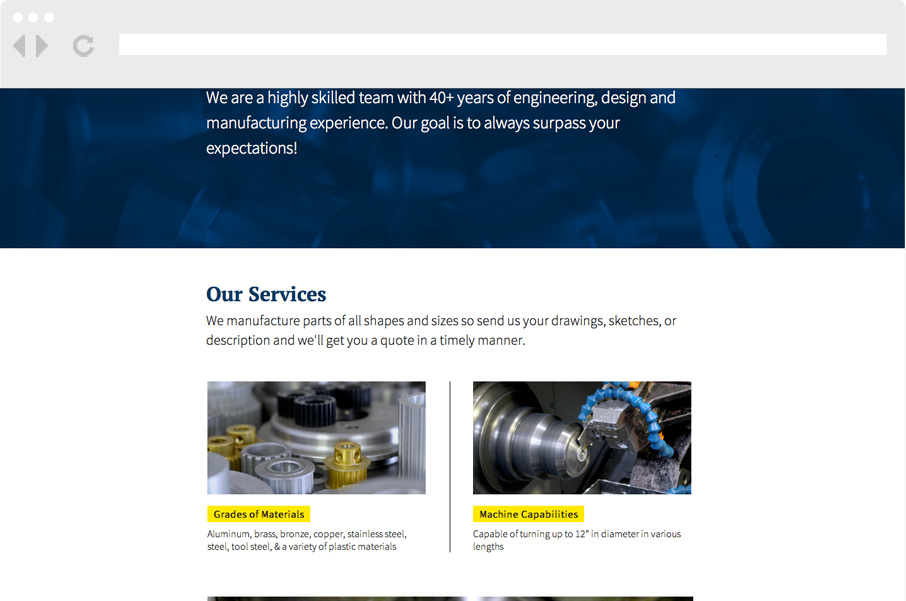 We are a highly skilled team with 40+ years of engineering, design and
manufacturing experience. Our goal is to always surpass your
expectations!
Our Services
We manufacture parts of all shapes and sizes so send us your drawings, sketches, or
description and we'll get you a quote in a timely manner.
Grades of Materials
Aluminum, brass, bronze, copper, stainless steel,
steel, tool steel, & a variety of plastic materials
Machine Capabilities
Capable of turning up to 12" in diameter in various
lengths